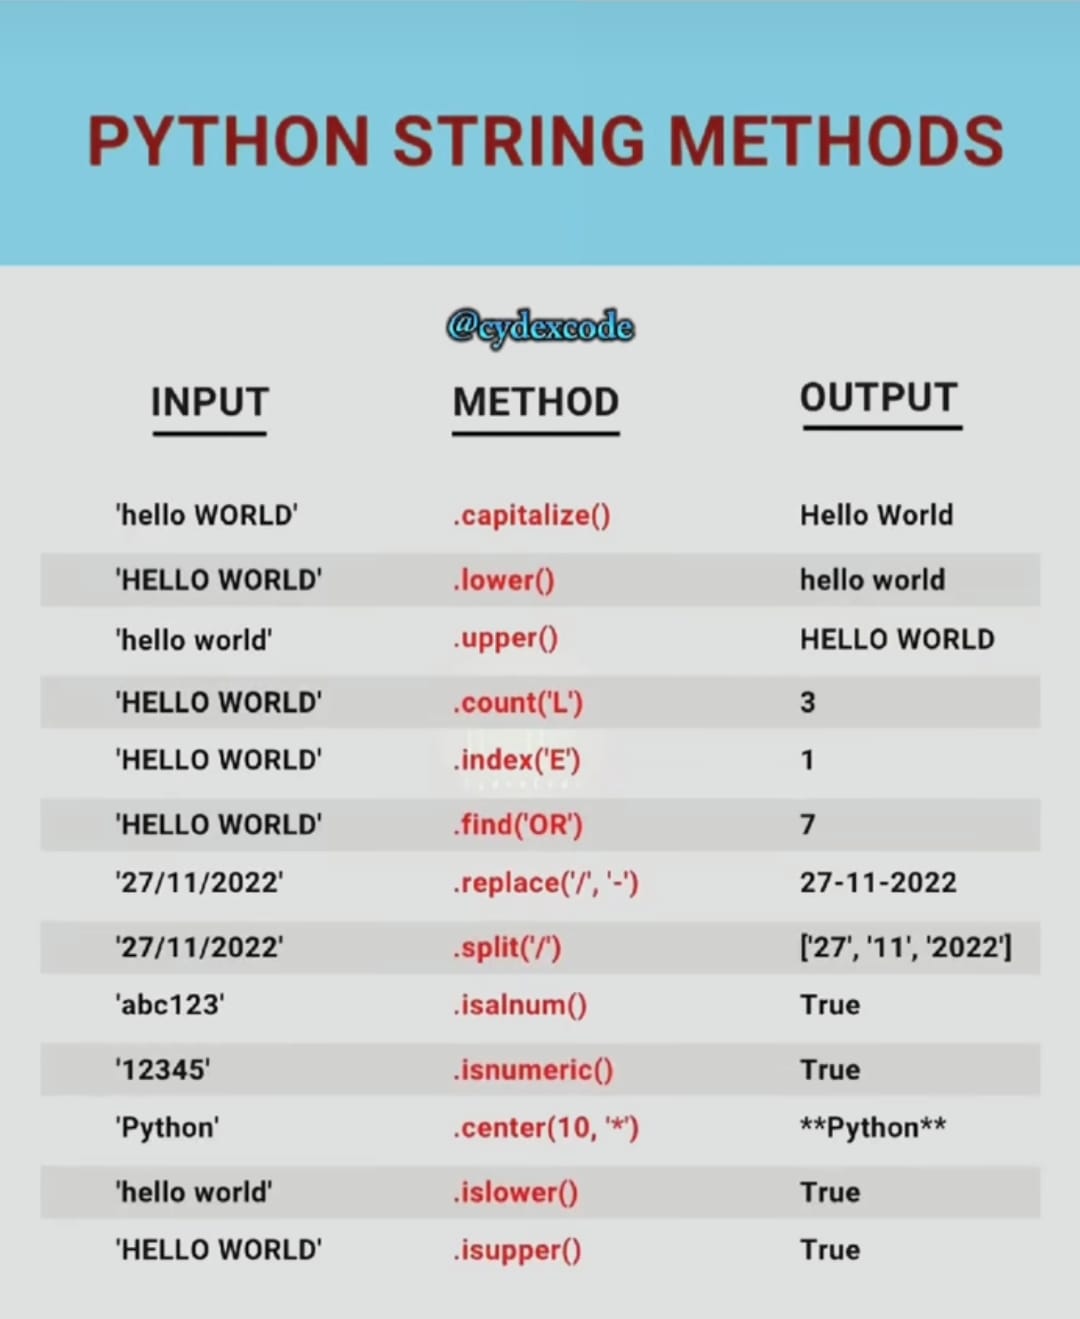 PYTHON STRING METHODS
@cydexcode
INPUT METHOD OUTPUT
'hello WORLD' .capitalize() Hello World
'HELLO WORLD' .lower() hello world
'hello world' .upper() HELLO WORLD
'HELLO WORLD' .count('L') 3
'HELLO WORLD' .index('E') 1
'HELLO WORLD' .find('OR') 7
'27/11/2022' .replace('/', '-') 27-11-2022
'27/11/2022' .split('/') ['27', '11', '2022']
'abc123' .isalnum() True
'12345' .isnumeric() True
'Python' .center(10, '*') **Python**
'hello world' .islower() True
'HELLO WORLD' .isupper() True